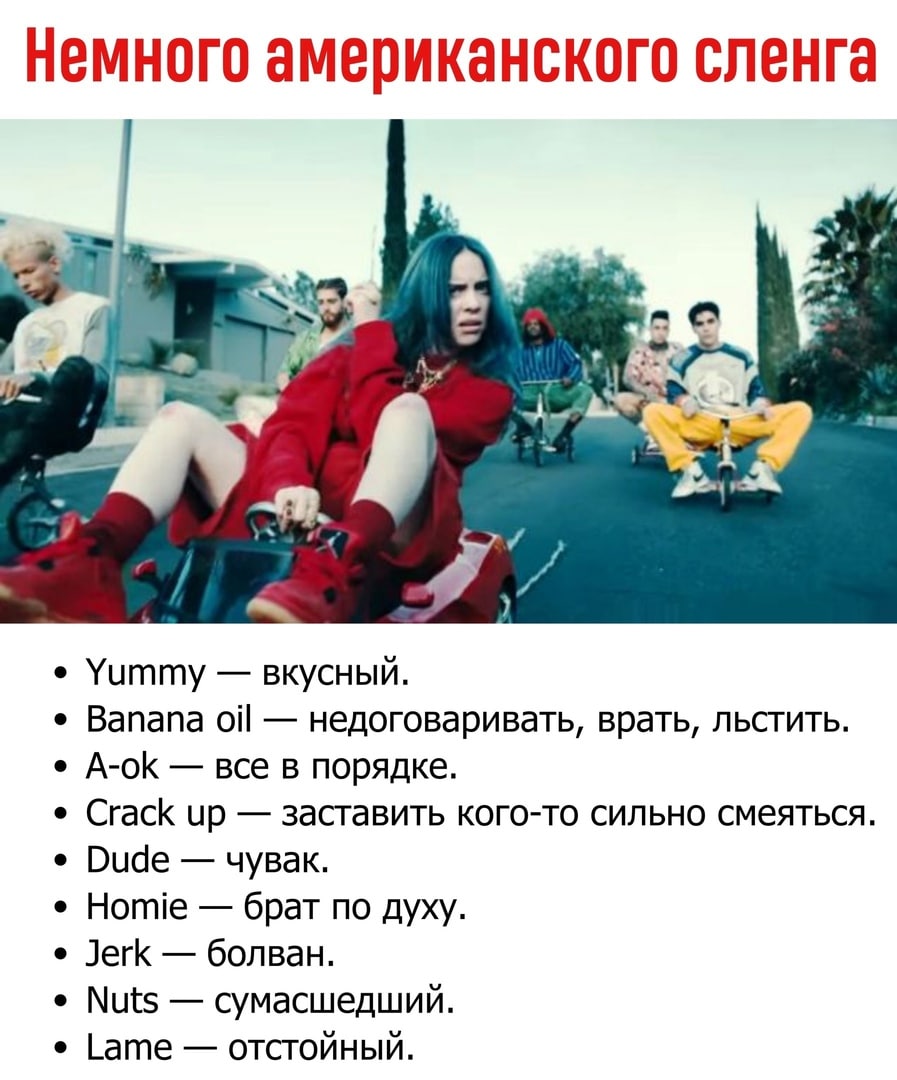 Немного американского сленга
• Yummy — вкусный.
• Banana oil — недоговаривать, врать, льстить.
• A-ok — все в порядке.
• Crack up — заставить кого-то сильно смеяться.
• Dude — чувак.
• Homie — брат по духу.
• Jerk — болван.
• Nuts — сумасшедший.
• Lame — отстойный.